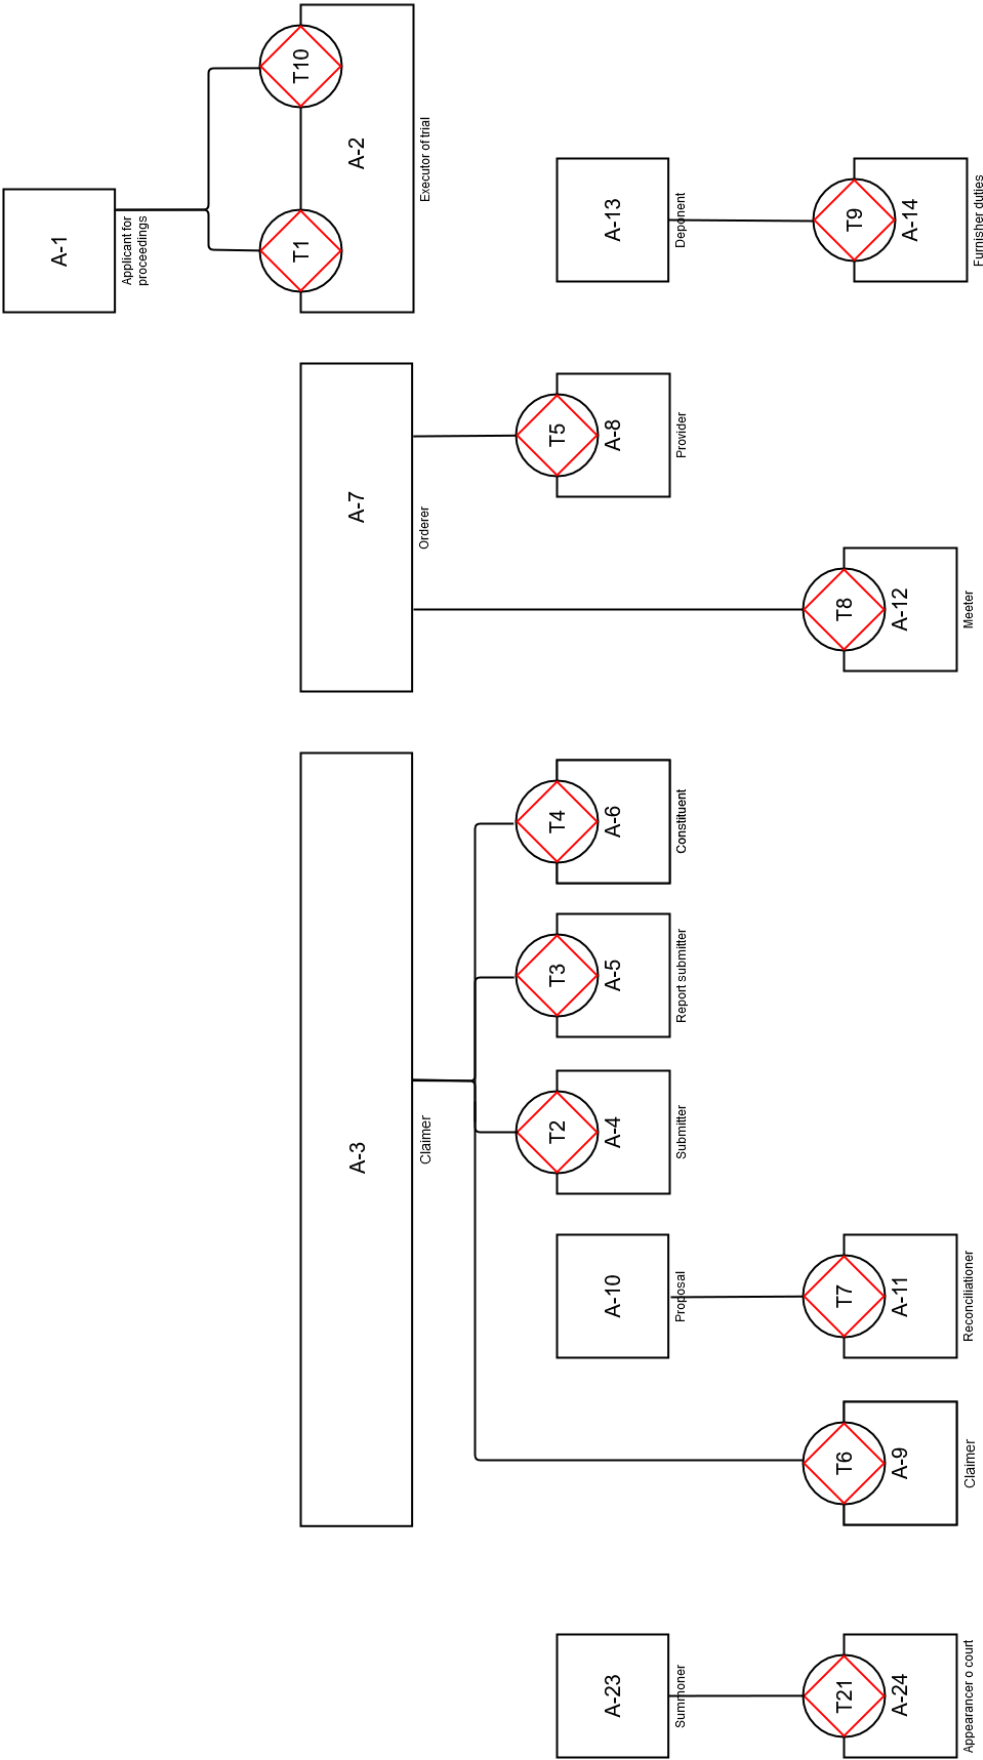 A-1
Applicant for
proceedings
T1
T10
A-3
A-7
A-2
Claimer
Orderer
Executor of trial
T2
T3
T4
T5
A-23
A-10
A-4
A-5
A-6
A-8
A-13
Summoner
Proposal
Submitter
Report submitter
Constituent
Provider
Deponent
T21
T6
T7
T8
T9
A-24
A-9
A-11
A-12
A-14
Appearancer o court
Claimer
Reconciliationer
Meeter
Furnisher duties